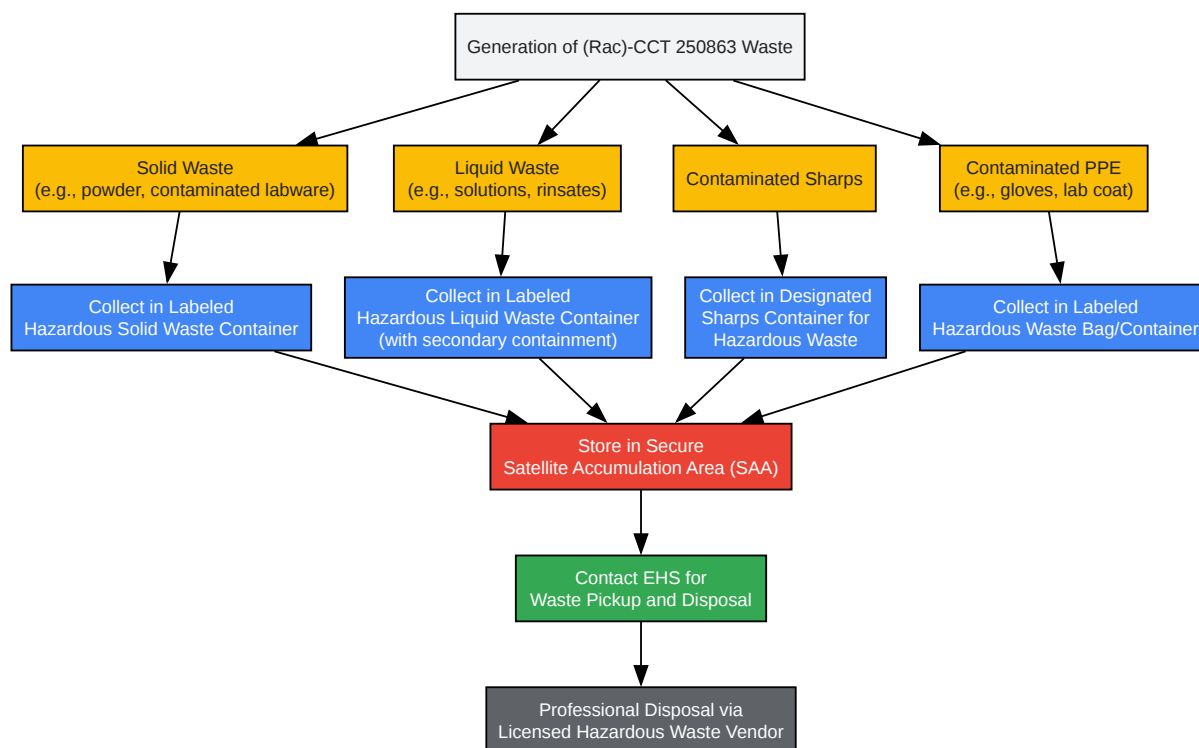 Generation of (Rac)-CCT 250863 Waste
Solid Waste
(e.g., powder, contaminated labware)
Liquid Waste
(e.g., solutions, rinsates)
Contaminated Sharps
Contaminated PPE
(e.g., gloves, lab coat)
Collect in Labeled
Hazardous Solid Waste Container
Collect in Labeled
Hazardous Liquid Waste Container
(with secondary containment)
Collect in Designated
Sharps Container for
Hazardous Waste
Collect in Labeled
Hazardous Waste Bag/Container
Store in Secure
Satellite Accumulation Area (SAA)
Contact EHS for
Waste Pickup and Disposal
Professional Disposal via
Licensed Hazardous Waste Vendor